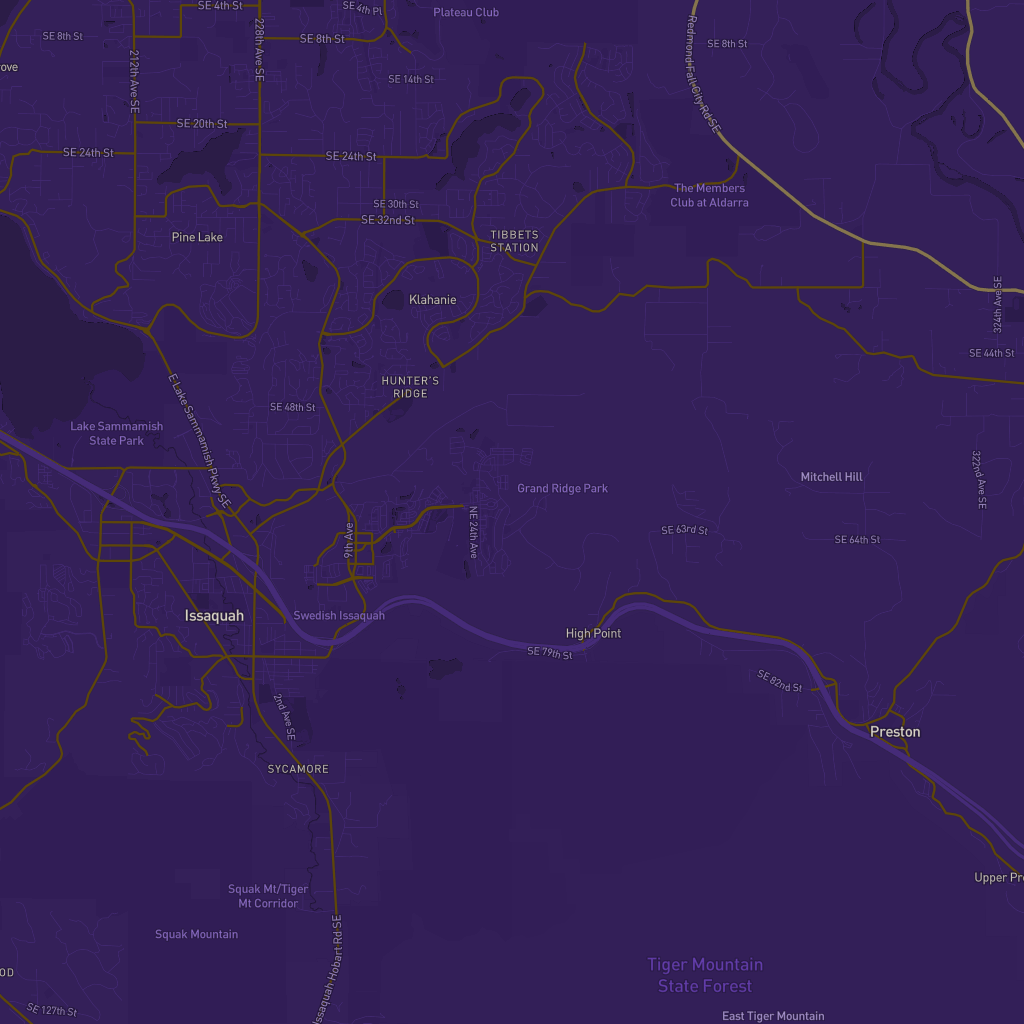 SE 4th St
SE 4th Pl
Plateau Club
SE 8th St
228th Ave SE
SE 8th St
Redmond-Fall City Rd SE
SE 8th St
ove
212th Ave SE
SE 14th St
SE 20th St
SE 24th St
SE 24th St
The Members
Club at Aldarra
SE 30th St
SE 32nd St
Pine Lake
TIBBETS
STATION
Klahanie
324th Ave SE
SE 44th St
HUNTER'S
RIDGE
E Lake Sammamish Pkwy SE
SE 48th St
Lake Sammamish
State Park
Mitchell Hill
322nd Ave SE
Grand Ridge Park
NE 24th Ave
9th Ave
SE 63rd St
SE 64th St
Issaquah
Swedish Issaquah
High Point
SE 79th St
SE 82nd St
2nd Ave SE
Preston
SYCAMORE
Upper Pre
Squak Mt/Tiger
Mt Corridor
Squak Mountain
Issaquah-Hobart Rd SE
OD
Tiger Mountain
State Forest
SE 127th St
East Tiger Mountain